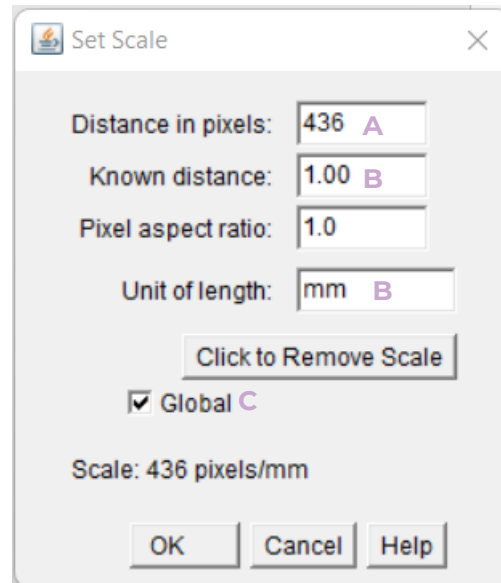 Set Scale
Distance in pixels: 436 A
Known distance: 1.00 B
Pixel aspect ratio: 1.0
Unit of length: mm B
Click to Remove Scale
Global C
Scale: 436 pixels/mm
OK Cancel Help